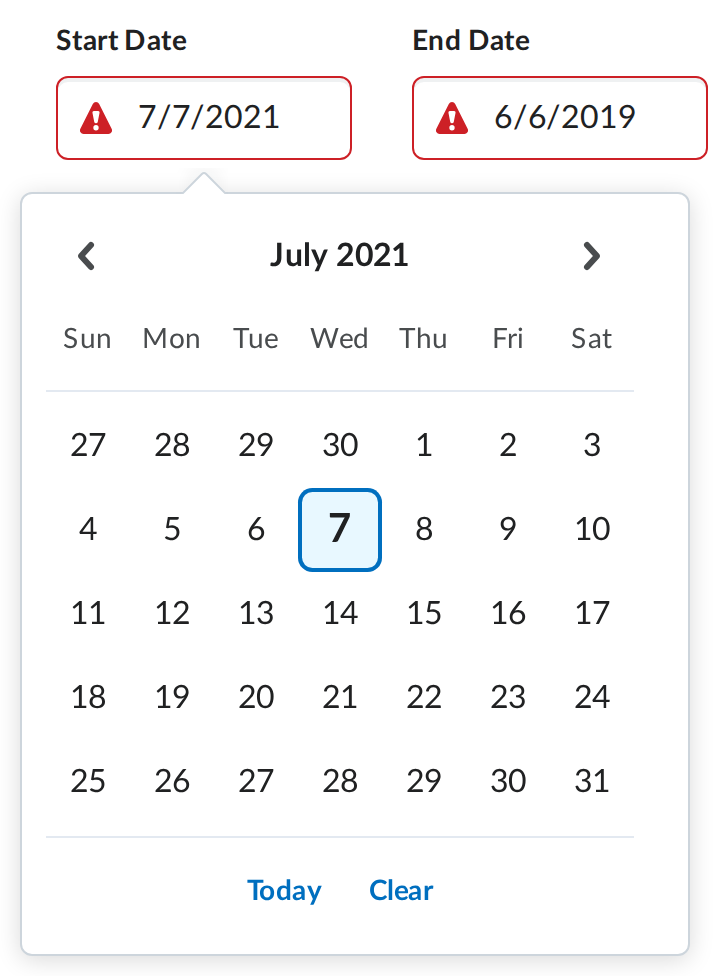 Start Date End Date
7/7/2021 6/6/2019
July 2021
Sun Mon Tue Wed Thu Fri Sat
27 28 29 30 1 2 3
4 5 6 7 8 9 10
11 12 13 14 15 16 17
18 19 20 21 22 23 24
25 26 27 28 29 30 31
Today Clear